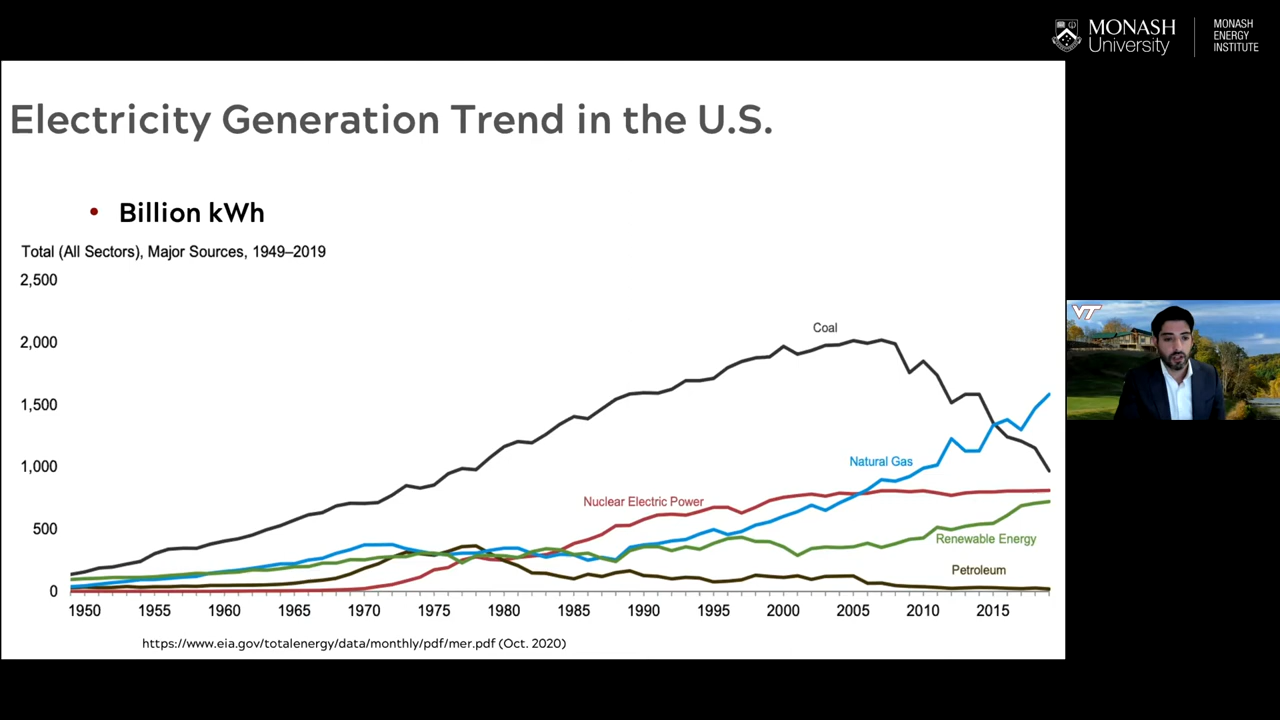 MONASH
University
MONASH
ENERGY
INSTITUTE
Electricity Generation Trend in the U.S.
• Billion kWh
Total (All Sectors), Major Sources, 1949–2019
2,500
2,000
1,500
1,000
500
0
Coal
Natural Gas
Nuclear Electric Power
Renewable Energy
Petroleum
1950 1955 1960 1965 1970 1975 1980 1985 1990 1995 2000 2005 2010 2015
https://www.eia.gov/totalenergy/data/monthly/pdf/mer.pdf (Oct. 2020)
VT